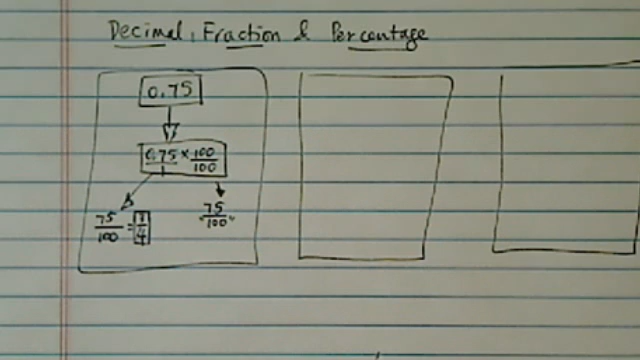 Decimal, Fraction & Percentage
0.75
0.75 × 100/100
75/100 = 3/4
"75/100"